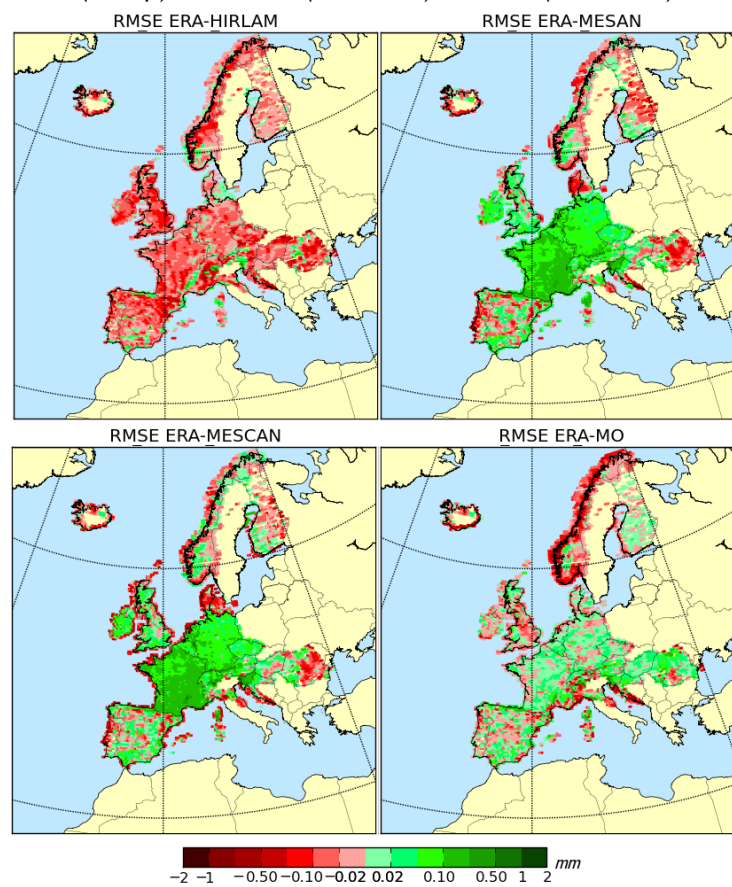 RMSE ERA-HIRLAM RMSE ERA-MESAN
RMSE ERA-MESCAN RMSE ERA-MO
−2 −1 −0.50 −0.10 −0.02 0.02 0.10 0.50 1 2 mm